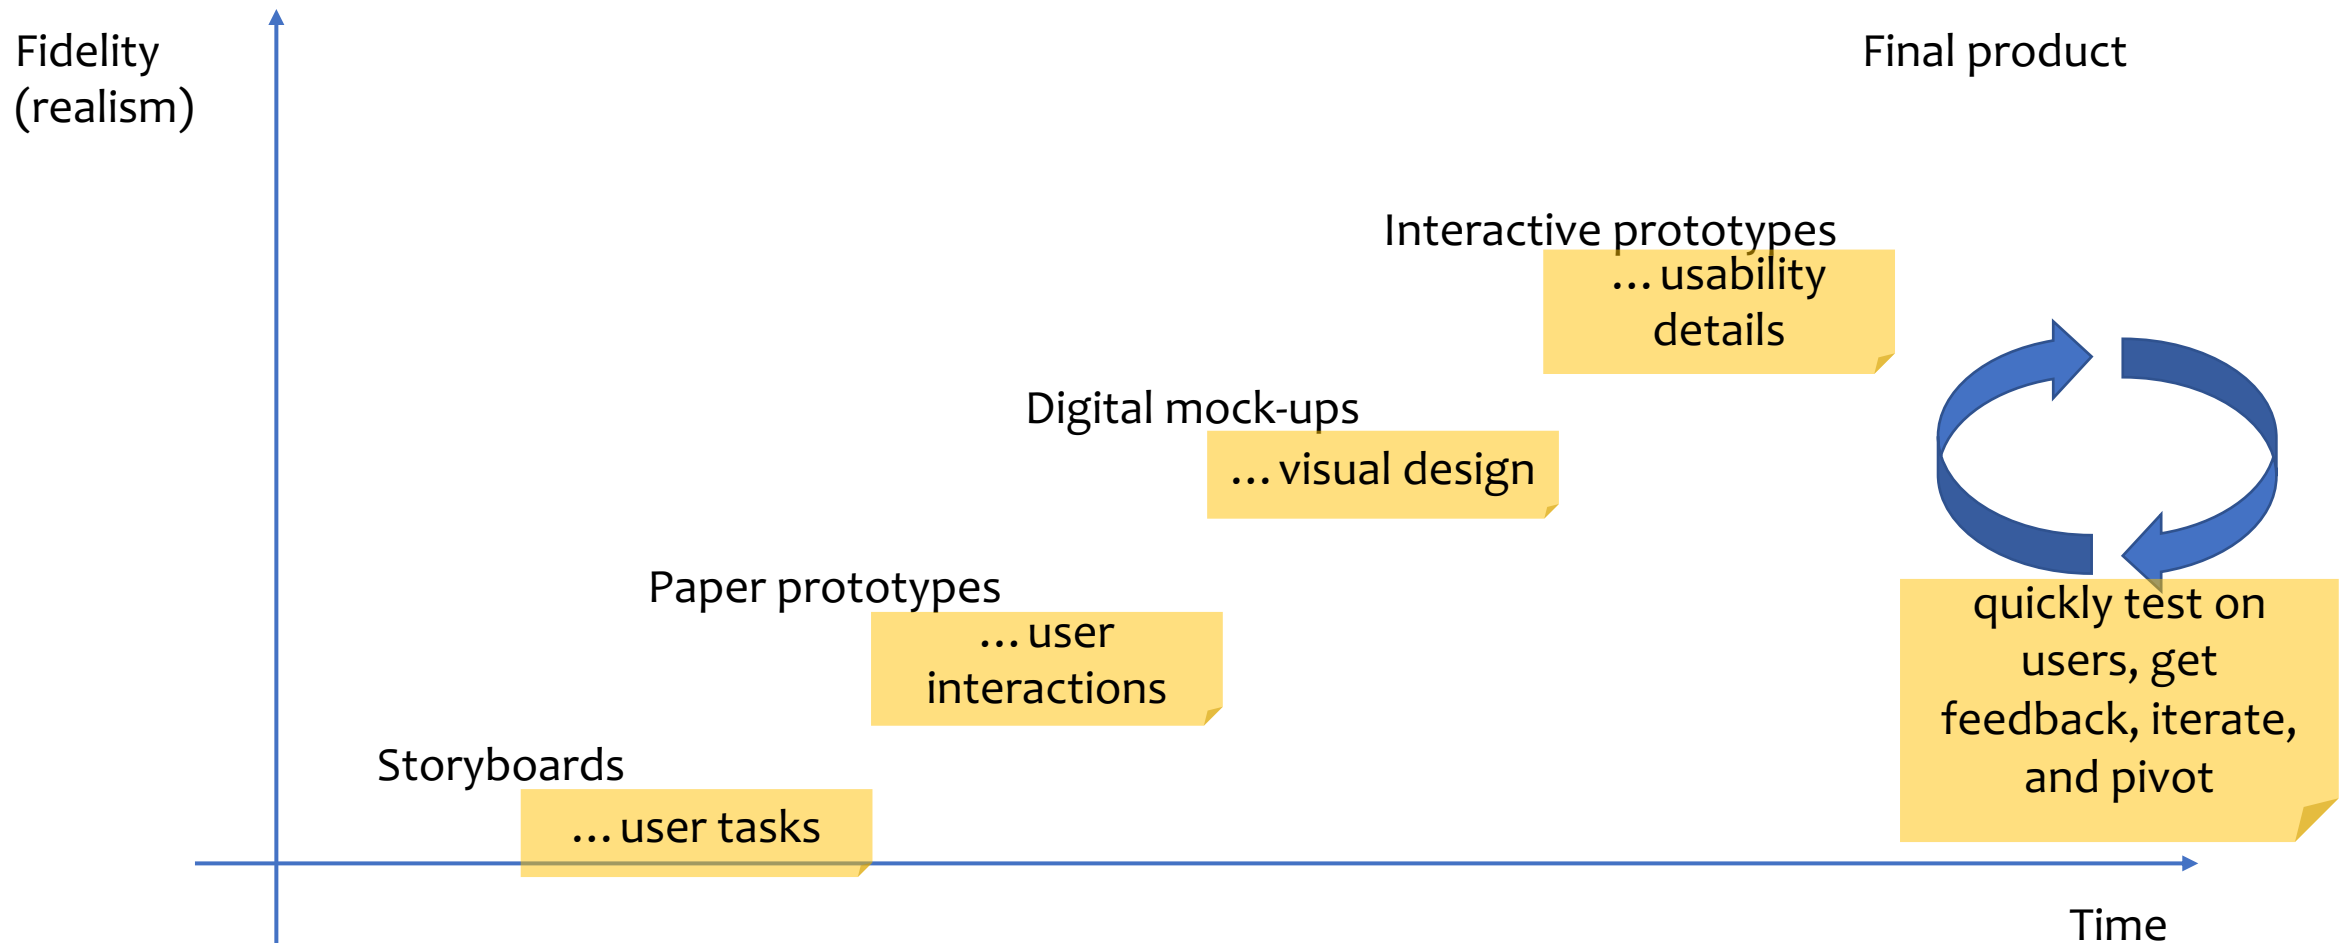 Fidelity
(realism)
Final product
Interactive prototypes
... usability
details
Digital mock-ups
... visual design
Paper prototypes
... user
interactions
quickly test on
users, get
feedback, iterate,
and pivot
Storyboards
... user tasks
Time